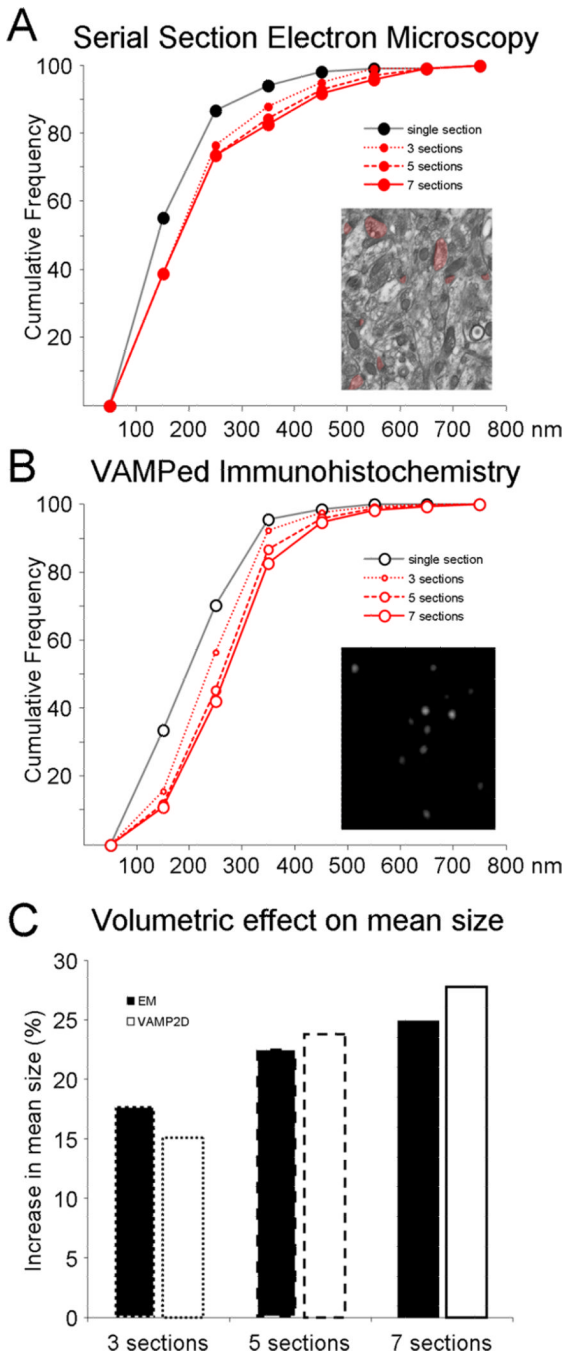 A
Serial Section Electron Microscopy
Cumulative Frequency
100
80
60
40
20
single section
3 sections
5 sections
7 sections
100 200 300 400 500 600 700 800 nm
B
VAMPed Immunohistochemistry
Cumulative Frequency
100
80
60
40
20
single section
3 sections
5 sections
7 sections
100 200 300 400 500 600 700 800 nm
C
Volumetric effect on mean size
Increase in mean size (%)
30
25
20
15
10
5
0
EM
VAMP2D
3 sections 5 sections 7 sections